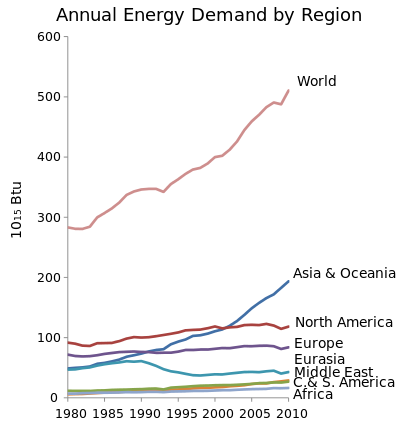 Annual Energy Demand by Region
600
500
400
300
200
100
0
10₁₅ Btu
World
Asia & Oceania
North America
Europe
Eurasia
Middle East
C.& S. America
Africa
1980 1985 1990 1995 2000 2005 2010